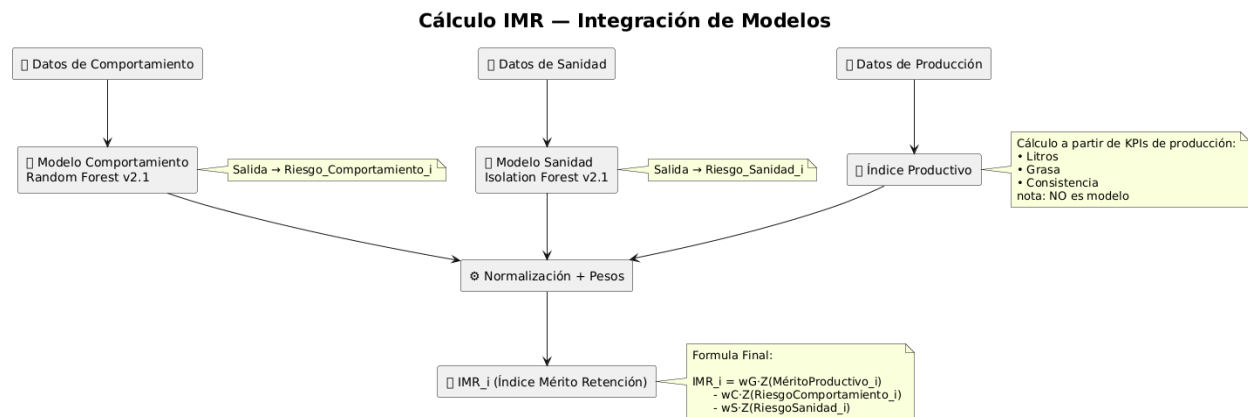 Cálculo IMR — Integración de Modelos
Datos de Comportamiento
Datos de Sanidad
Datos de Producción
Modelo Comportamiento
Random Forest v2.1
Salida → Riesgo_Comportamiento_i
Modelo Sanidad
Isolation Forest v2.1
Salida → Riesgo_Sanidad_i
Índice Productivo
Cálculo a partir de KPIs de producción:
• Litros
• Grasa
• Consistencia
nota: NO es modelo
⚙ Normalización + Pesos
IMR_i (Índice Mérito Retención)
Formula Final:
IMR_i = wG·Z(MéritoProductivo_i)
- wC·Z(RiesgoComportamiento_i)
- wS·Z(RiesgoSanidad_i)